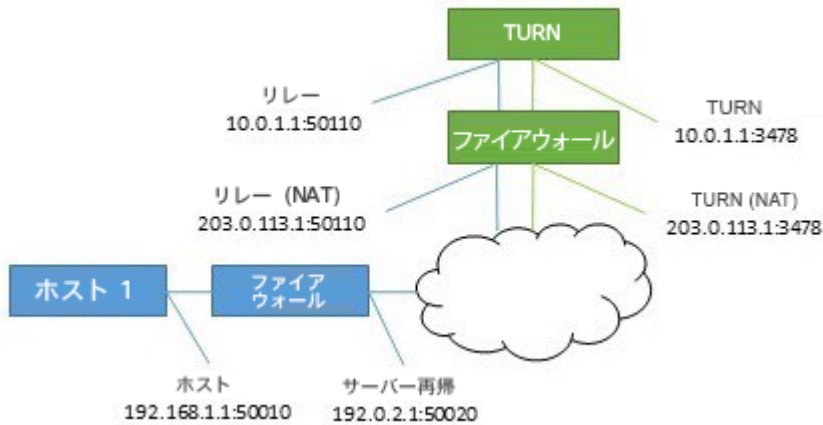 TURN
リレー
10.0.1.1:50110
TURN
10.0.1.1:3478
ファイアウォール
リレー (NAT)
203.0.113.1:50110
TURN (NAT)
203.0.113.1:3478
ホスト 1
ファイア
ウォール
ホスト
192.168.1.1:50010
サーバー再帰
192.0.2.1:50020